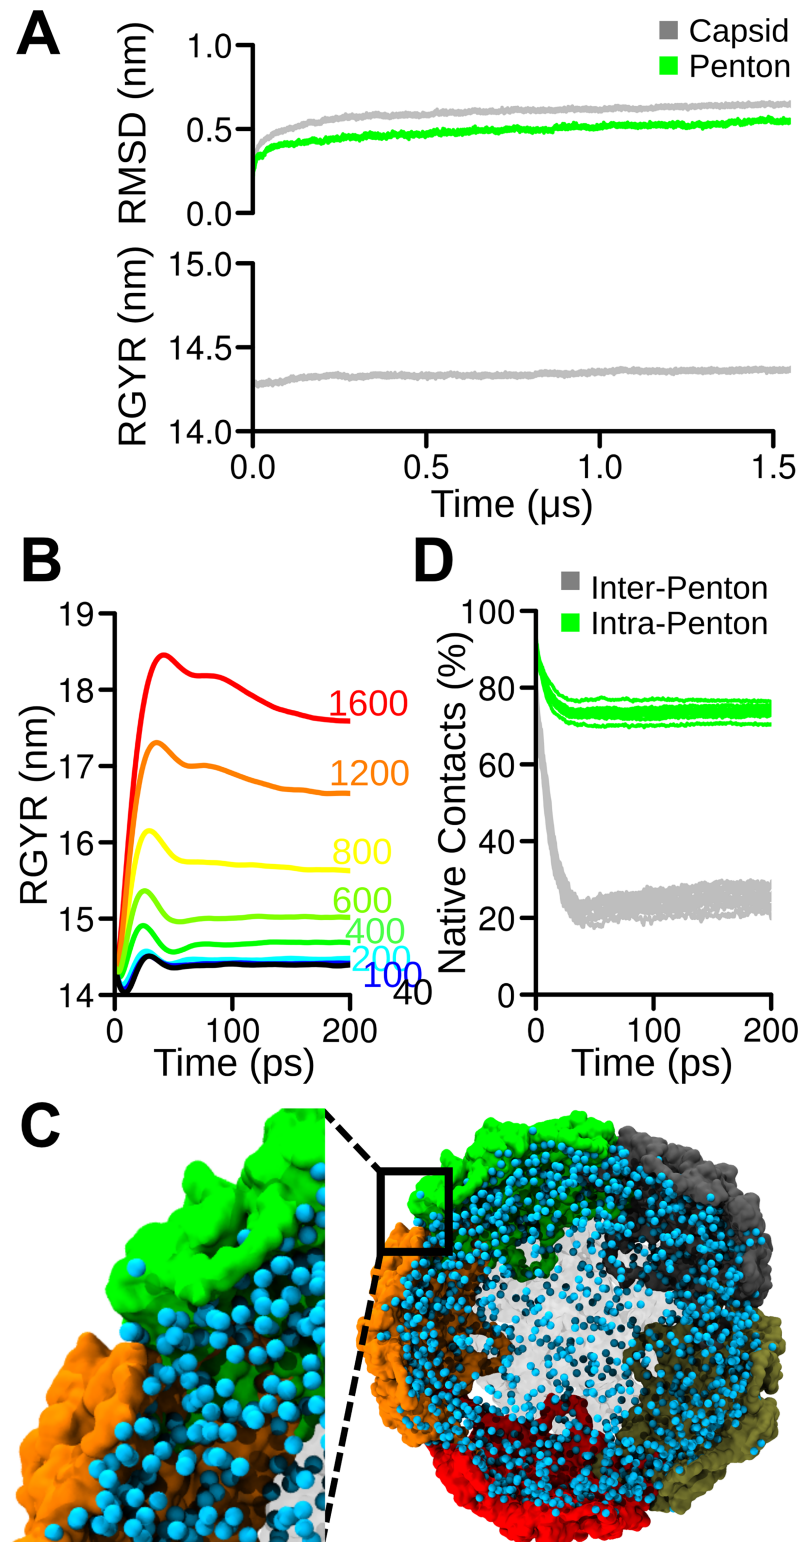 A
Capsid
Penton
RMSD (nm)
1.0
0.5
0.0
RGYR (nm)
15.0
14.5
14.0
0.0 0.5 1.0 1.5
Time (µs)
B
RGYR (nm)
19
18
17
16
15
14
1600
1200
800
600
400
200
100
40
0 100 200
Time (ps)
D
Inter-Penton
Intra-Penton
Native Contacts (%)
100
80
60
40
20
0
0 100 200
Time (ps)
C